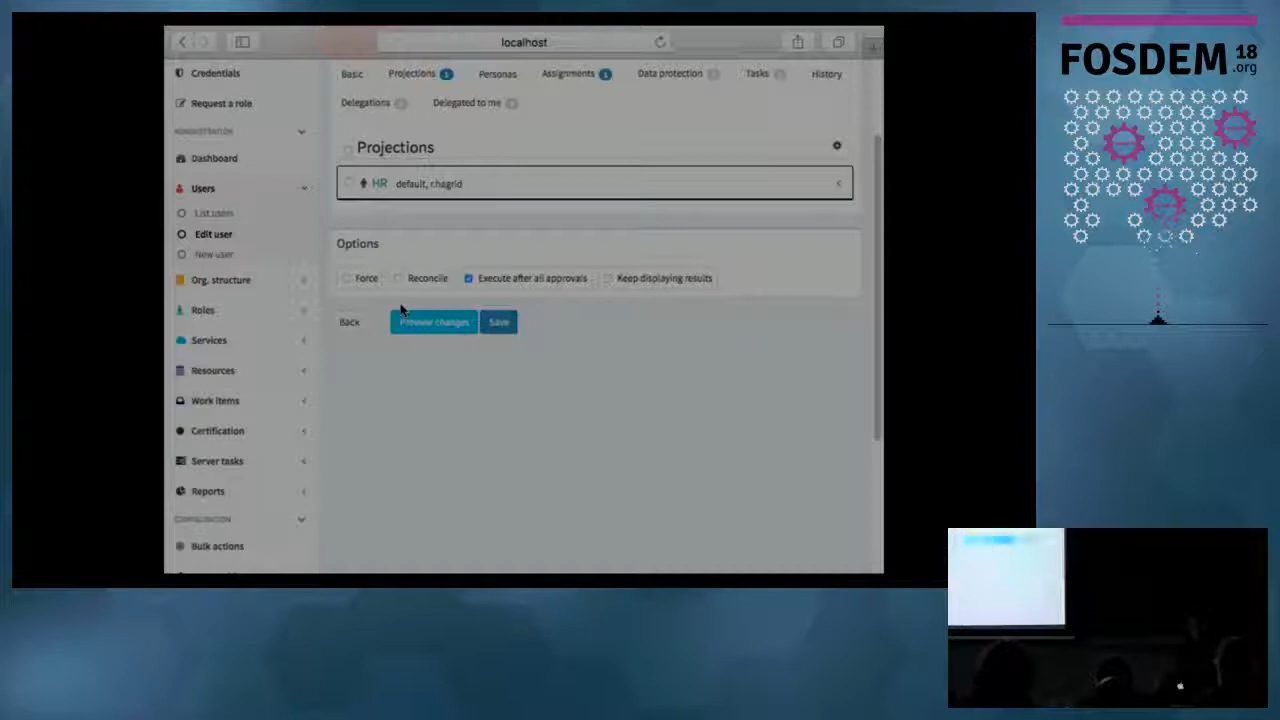 localhost
Credentials
Request a role
ADMINISTRATION
Dashboard
Users
List users
Edit user
New user
Org. structure
Roles
Services
Resources
Work items
Certification
Server tasks
Reports
CONFIGURATION
Bulk actions
Basic Projections 1 Personas Assignments 1 Data protection Tasks History
Delegations Delegated to me
Projections
HR default, r.hagrid
Options
Force Reconcile Execute after all approvals Keep displaying results
Back Preview changes Save
FOSDEM 18
.org